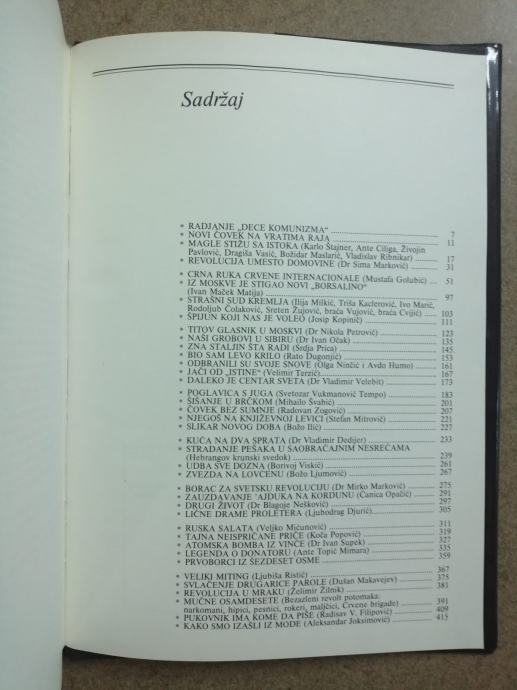 Sadržaj
• RADJANJE „DECE KOMUNIZMA” 7
• NOVI ČOVEK NA VRATIMA RAJA 11
• MAGLE STIŽU SA ISTOKA (Karlo Štajner, Ante Ciliga, Živojin
Pavlović, Dragiša Vasić, Božidar Maslarić, Vladislav Ribnikar) 17
• REVOLUCIJA UMESTO DOMOVINE (Dr Sima Marković) 31
• CRNA RUKA CRVENE INTERNACIONALE (Mustafa Golubić) 51
• IZ MOSKVE JE STIGAO NOVI „BORSALINO”
(Ivan Maček Matija) 97
• STRAŠNI SUD KREMLJA (Ilija Milkić, Triša Kaclerović, Ivo Marić,
Rodoljub Čolaković, Sreten Žujović, braća Vujović, braća Cvijić) 103
• ŠPIJUN KOJI NAS JE VOLEO (Josip Kopinič) 111
• TITOV GLASNIK U MOSKVI (Dr Nikola Petrović) 123
• NAŠI GROBOVI U SIBIRU (Dr Ivan Očak) 135
• ZNA STALJIN ŠTA RADI (Srdja Prica) 145
• BIO SAM LEVO KRILO (Rato Dugonjić) 153
• ODBRANILI SU SVOJE SNOVE (Olga Ninčić i Avdo Humo) 161
• JAČI OD „ISTINE” (Velimir Terzić) 167
• DALEKO JE CENTAR SVETA (Dr Vladimir Velebit) 173
• POGLAVICA S JUGA (Svetozar Vukmanović Tempo) 183
• ŠIŠANJE U BRČKOM (Mihailo Švabić) 201
• ČOVEK BEZ SUMNJE (Radovan Zogović) 207
• NJEGOŠ NA KNJIŽEVNOJ LEVICI (Stefan Mitrović) 221
• SLIKAR NOVOG DOBA (Božo Ilić) 227
• KUĆA NA DVA SPRATA (Dr Vladimir Dedijer) 233
• STRADANJE PEŠAKA U SAOBRAĆAJNIM NESREĆAMA
(Hebrangov krunski svedok) 239
• UDBA SVE DOZNA (Borivoj Viskić) 261
• ZVEZDA NA LOVĆENU (Božo Ljumović) 267
• BORAC ZA SVETSKU REVOLUCIJU (Dr Mirko Marković) 275
• ZAUZDAVANJE 'AJDUKA NA KORDUNU (Čanica Opačić) 291
• DRUGI ŽIVOT (Dr Blagoje Nešković) 297
• LIČNE DRAME PROLETERA (Ljubodrag Djurić) 305
• RUSKA SALATA (Veljko Mićunović) 311
• TAJNA NEISPRIČANE PRIČE (Koča Popović) 319
• ATOMSKA BOMBA IZ VINČE (Dr Ivan Supek) 327
• LEGENDA O DONATORU (Ante Topić Mimara) 335
• PRVOBORCI IZ ŠEZDESET OSME 359
• VELIKI MITING (Ljubiša Ristić) 367
• SVLAČENJE DRUGARICE PAROLE (Dušan Makavejev) 375
• REVOLUCIJA U MRAKU (Želimir Žilnik) 381
• MUČNE OSAMDESETE (Bezazleni revolt potomaka:
narkomani, hipici, pesnici, rokeri, maljčici, Crvene brigade) 391
• PUKOVNIK IMA KOME DA PIŠE (Radisav V. Filipović) 409
• KAKO SMO IZAŠLI IZ MODE (Aleksandar Joksimović) 415